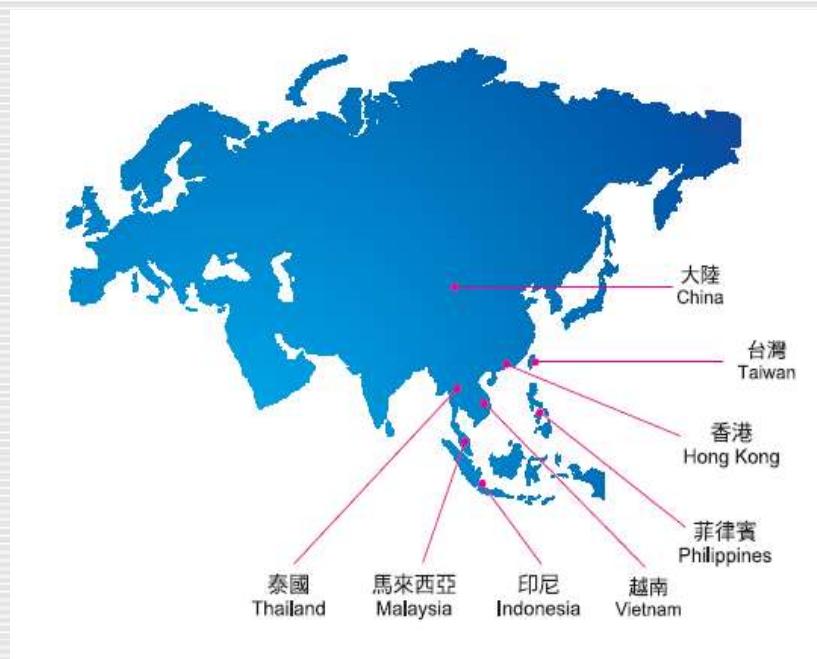 大陸
China
台灣
Taiwan
香港
Hong Kong
菲律賓
Philippines
泰國
Thailand
馬來西亞
Malaysia
印尼
Indonesia
越南
Vietnam